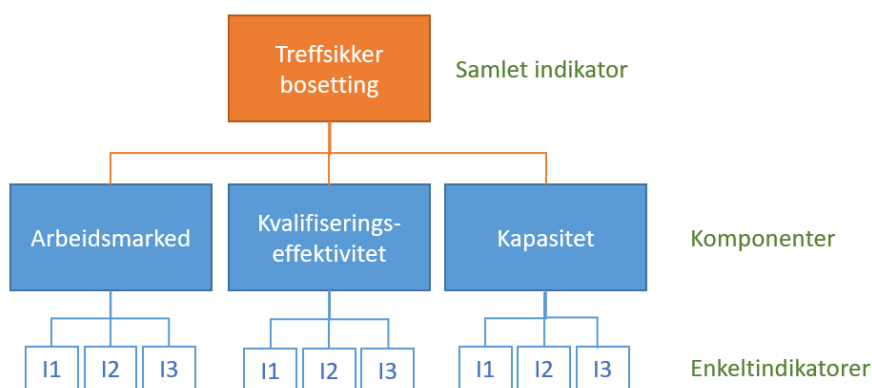 Treffsikker
bosetting
Samlet indikator
Arbeidsmarked
Kvalifiserings-
effektivitet
Kapasitet
Komponenter
I1 I2 I3
I1 I2 I3
I1 I2 I3
Enkeltindikatorer